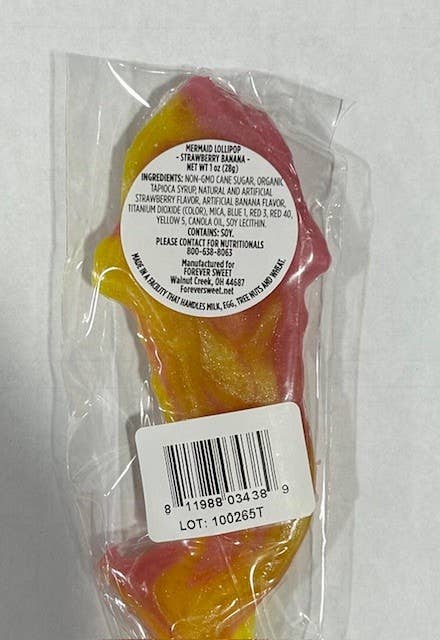 MERMAID LOLLIPOP
- STRAWBERRY BANANA -
NET WT 1 oz (28g)
INGREDIENTS: NON-GMO CANE SUGAR, ORGANIC
TAPIOCA SYRUP, NATURAL AND ARTIFICIAL
STRAWBERRY FLAVOR, ARTIFICIAL BANANA FLAVOR,
TITANIUM DIOXIDE (COLOR), MICA, BLUE 1, RED 3, RED 40,
YELLOW 5, CANOLA OIL, SOY LECITHIN.
CONTAINS: SOY.
PLEASE CONTACT FOR NUTRITIONALS
800-638-8063
Manufactured for
FOREVER SWEET
Walnut Creek, OH 44687
Foreversweet.net
MADE IN A FACILITY THAT HANDLES MILK, EGG, TREE NUTS AND WHEAT.
8 11988 03438 9
LOT: 100265T